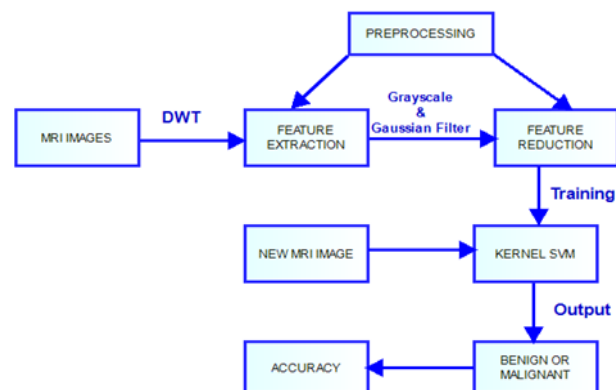 PREPROCESSING
Grayscale
&
Gaussian Filter
DWT
MRI IMAGES
FEATURE
EXTRACTION
FEATURE
REDUCTION
Training
NEW MRI IMAGE
KERNEL SVM
Output
ACCURACY
BENIGN OR
MALIGNANT